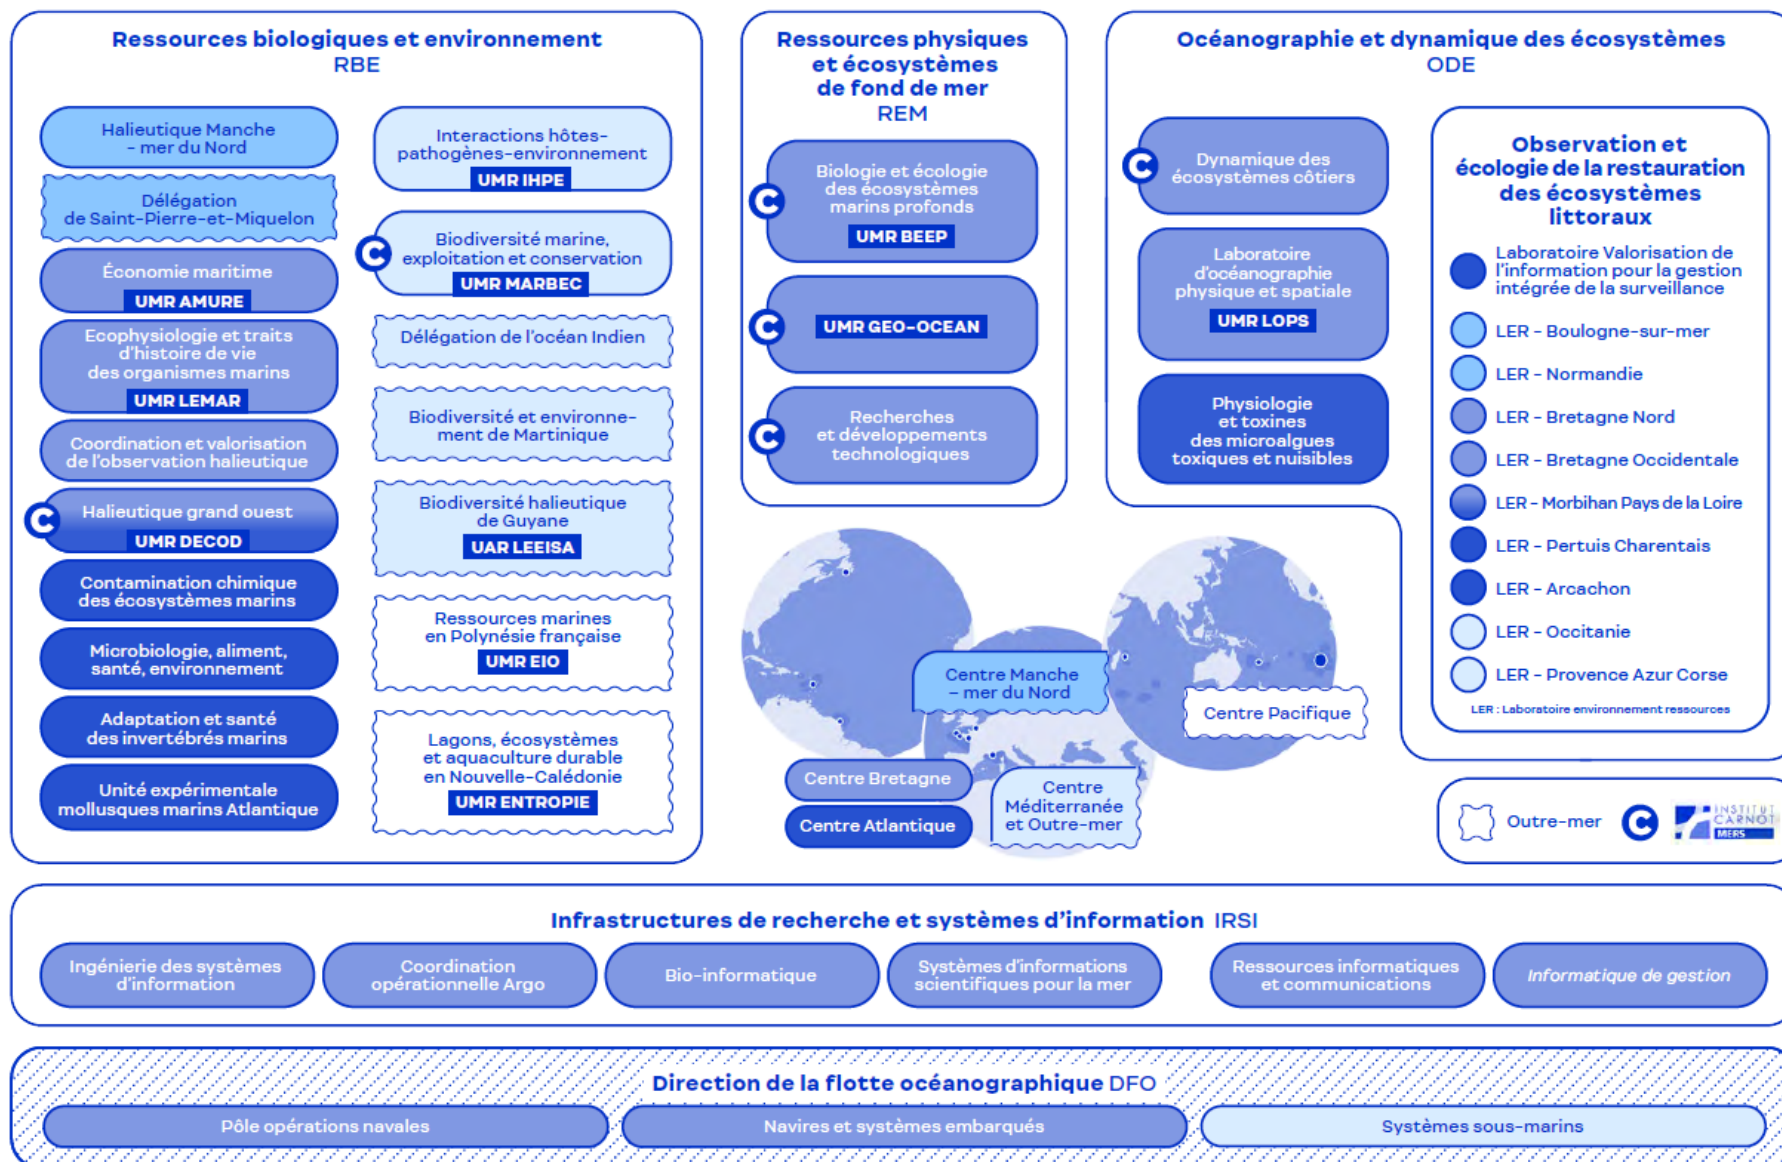 Ressources biologiques et environnement
RBE
Halieutique Manche
– mer du Nord
Délégation
de Saint-Pierre-et-Miquelon
Économie maritime
UMR AMURE
Ecophysiologie et traits
d'histoire de vie
des organismes marins
UMR LEMAR
Coordination et valorisation
de l'observation halieutique
Halieutique grand ouest
UMR DECOD
Contamination chimique
des écosystèmes marins
Microbiologie, aliment,
santé, environnement
Adaptation et santé
des invertébrés marins
Unité expérimentale
mollusques marins Atlantique
Interactions hôtes-
pathogènes-environnement
UMR IHPE
Biodiversité marine,
exploitation et conservation
UMR MARBEC
Délégation de l'océan Indien
Biodiversité et environne-
ment de Martinique
Biodiversité halieutique
de Guyane
UAR LEEISA
Ressources marines
en Polynésie française
UMR EIO
Lagons, écosystèmes
et aquaculture durable
en Nouvelle-Calédonie
UMR ENTROPIE
C
C
Ressources physiques
et écosystèmes
de fond de mer
REM
Biologie et écologie
des écosystèmes
marins profonds
UMR BEEP
C
UMR GEO-OCEAN
C
Recherches
et développements
technologiques
C
Océanographie et dynamique des écosystèmes
ODE
Dynamique des
écosystèmes côtiers
C
Laboratoire
d'océanographie
physique et spatiale
UMR LOPS
Physiologie
et toxines
des microalgues
toxiques et nuisibles
Observation et
écologie de la restauration
des écosystèmes
littoraux
Laboratoire Valorisation de
l'information pour la gestion
intégrée de la surveillance
LER – Boulogne-sur-mer
LER – Normandie
LER – Bretagne Nord
LER – Bretagne Occidentale
LER – Morbihan Pays de la Loire
LER – Pertuis Charentais
LER – Arcachon
LER – Occitanie
LER – Provence Azur Corse
LER : Laboratoire environnement ressources
Centre Manche
– mer du Nord
Centre Pacifique
Centre Bretagne
Centre Atlantique
Centre
Méditerranée
et Outre-mer
Outre-mer
C
INSTITUT
CARNOT
MERS
Infrastructures de recherche et systèmes d'information IRSI
Ingénierie des systèmes
d'information
Coordination
opérationnelle Argo
Bio-informatique
Systèmes d'informations
scientifiques pour la mer
Ressources informatiques
et communications
Informatique de gestion
Direction de la flotte océanographique DFO
Pôle opérations navales
Navires et systèmes embarqués
Systèmes sous-marins